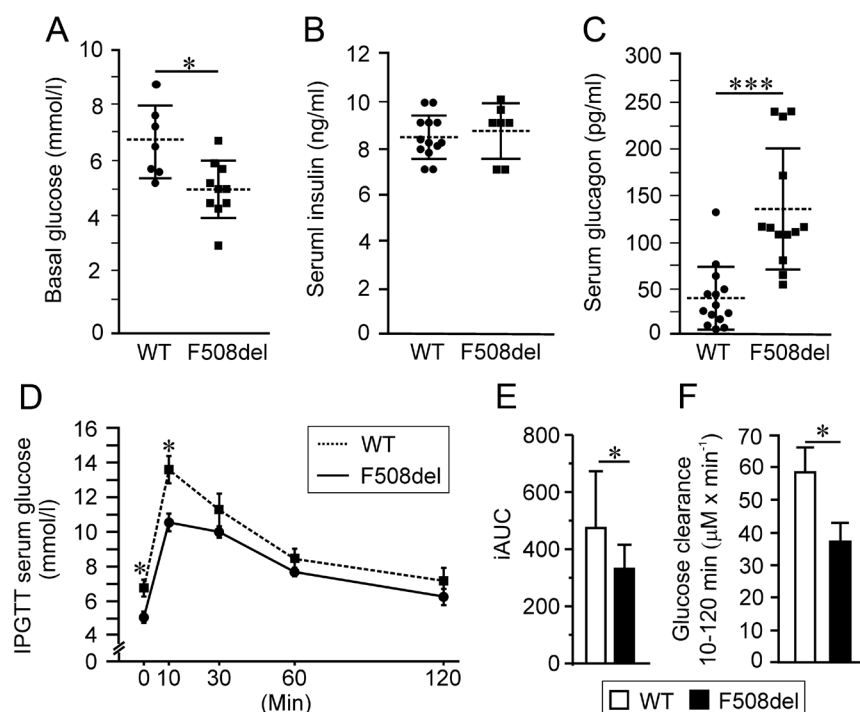 A
Basal glucose (mmol/l)
10
8
6
4
2
0
*
WT F508del
B
Seruml insulin (ng/ml)
12
10
8
6
4
2
0
WT F508del
C
Serum glucagon (pg/ml)
300
250
200
150
100
50
0
***
WT F508del
D
IPGTT serum glucose
(mmol/l)
16
14
12
10
8
6
4
0
*
*
WT
F508del
0 10 30 60 120
(Min)
E
iAUC
800
600
400
200
0
*
F
Glucose clearance
10-120 min (μM x min⁻¹)
70
60
50
40
30
20
10
0
*
WT F508del